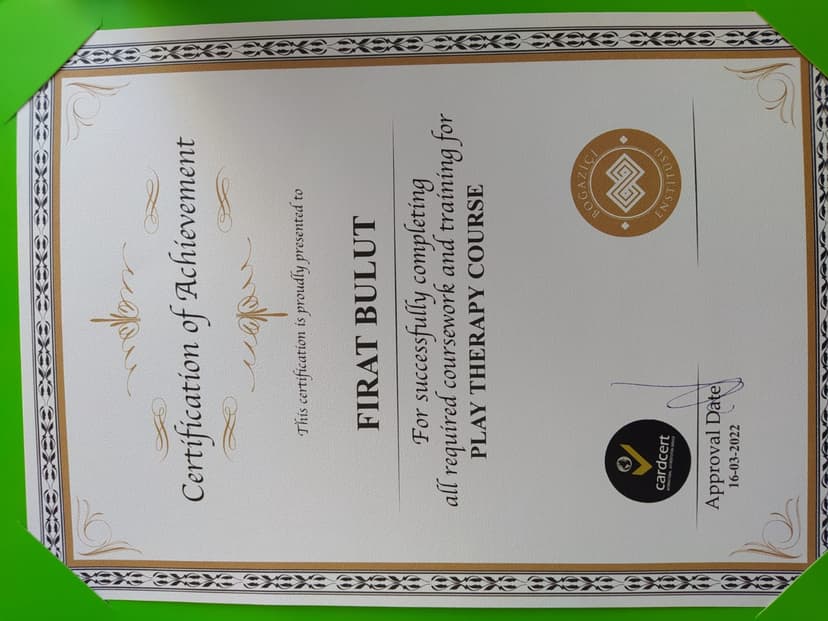 Certification of Achievement
This certification is proudly presented to
FIRAT BULUT
For successfully completing
all required coursework and training for
PLAY THERAPY COURSE
cardcert
Approval Date
16-03-2022
BOĞAZİÇİ
ENSTİTÜSÜ